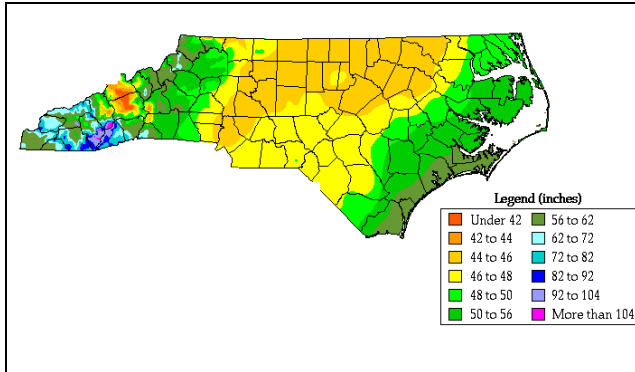 Legend (inches)
Under 42
42 to 44
44 to 46
46 to 48
48 to 50
50 to 56
56 to 62
62 to 72
72 to 82
82 to 92
92 to 104
More than 104